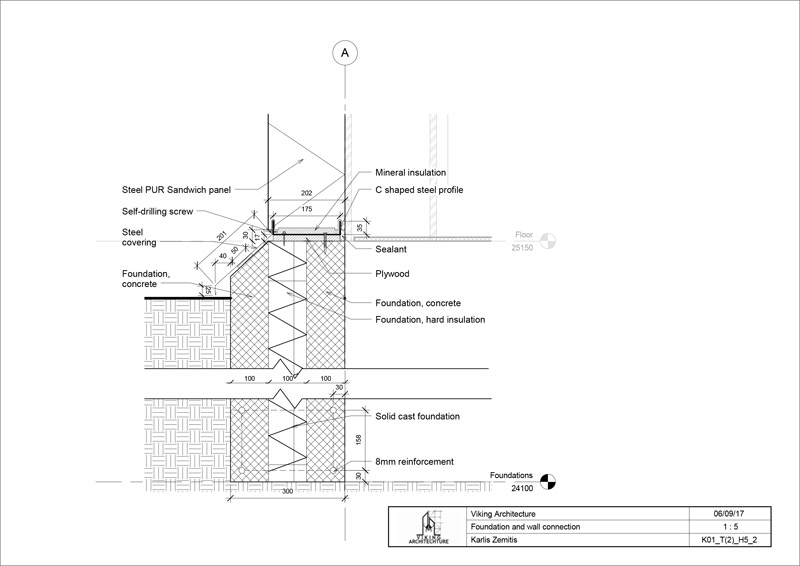 A
Mineral insulation
Steel PUR Sandwich panel
202
C shaped steel profile
175
Self-drilling screw
35
201
30
17
Steel
covering
Floor
25150
Sealant
50
40
Foundation,
concrete
Plywood
25
Foundation, concrete
Foundation, hard insulation
100
100
100
30
Solid cast foundation
158
8mm reinforcement
30
Foundations
24100
300
VIKING
ARCHITECHTURE
Viking Architecture
06/09/17
Foundation and wall connection
1 : 5
Karlis Zemitis
K01_T(2)_H5_2